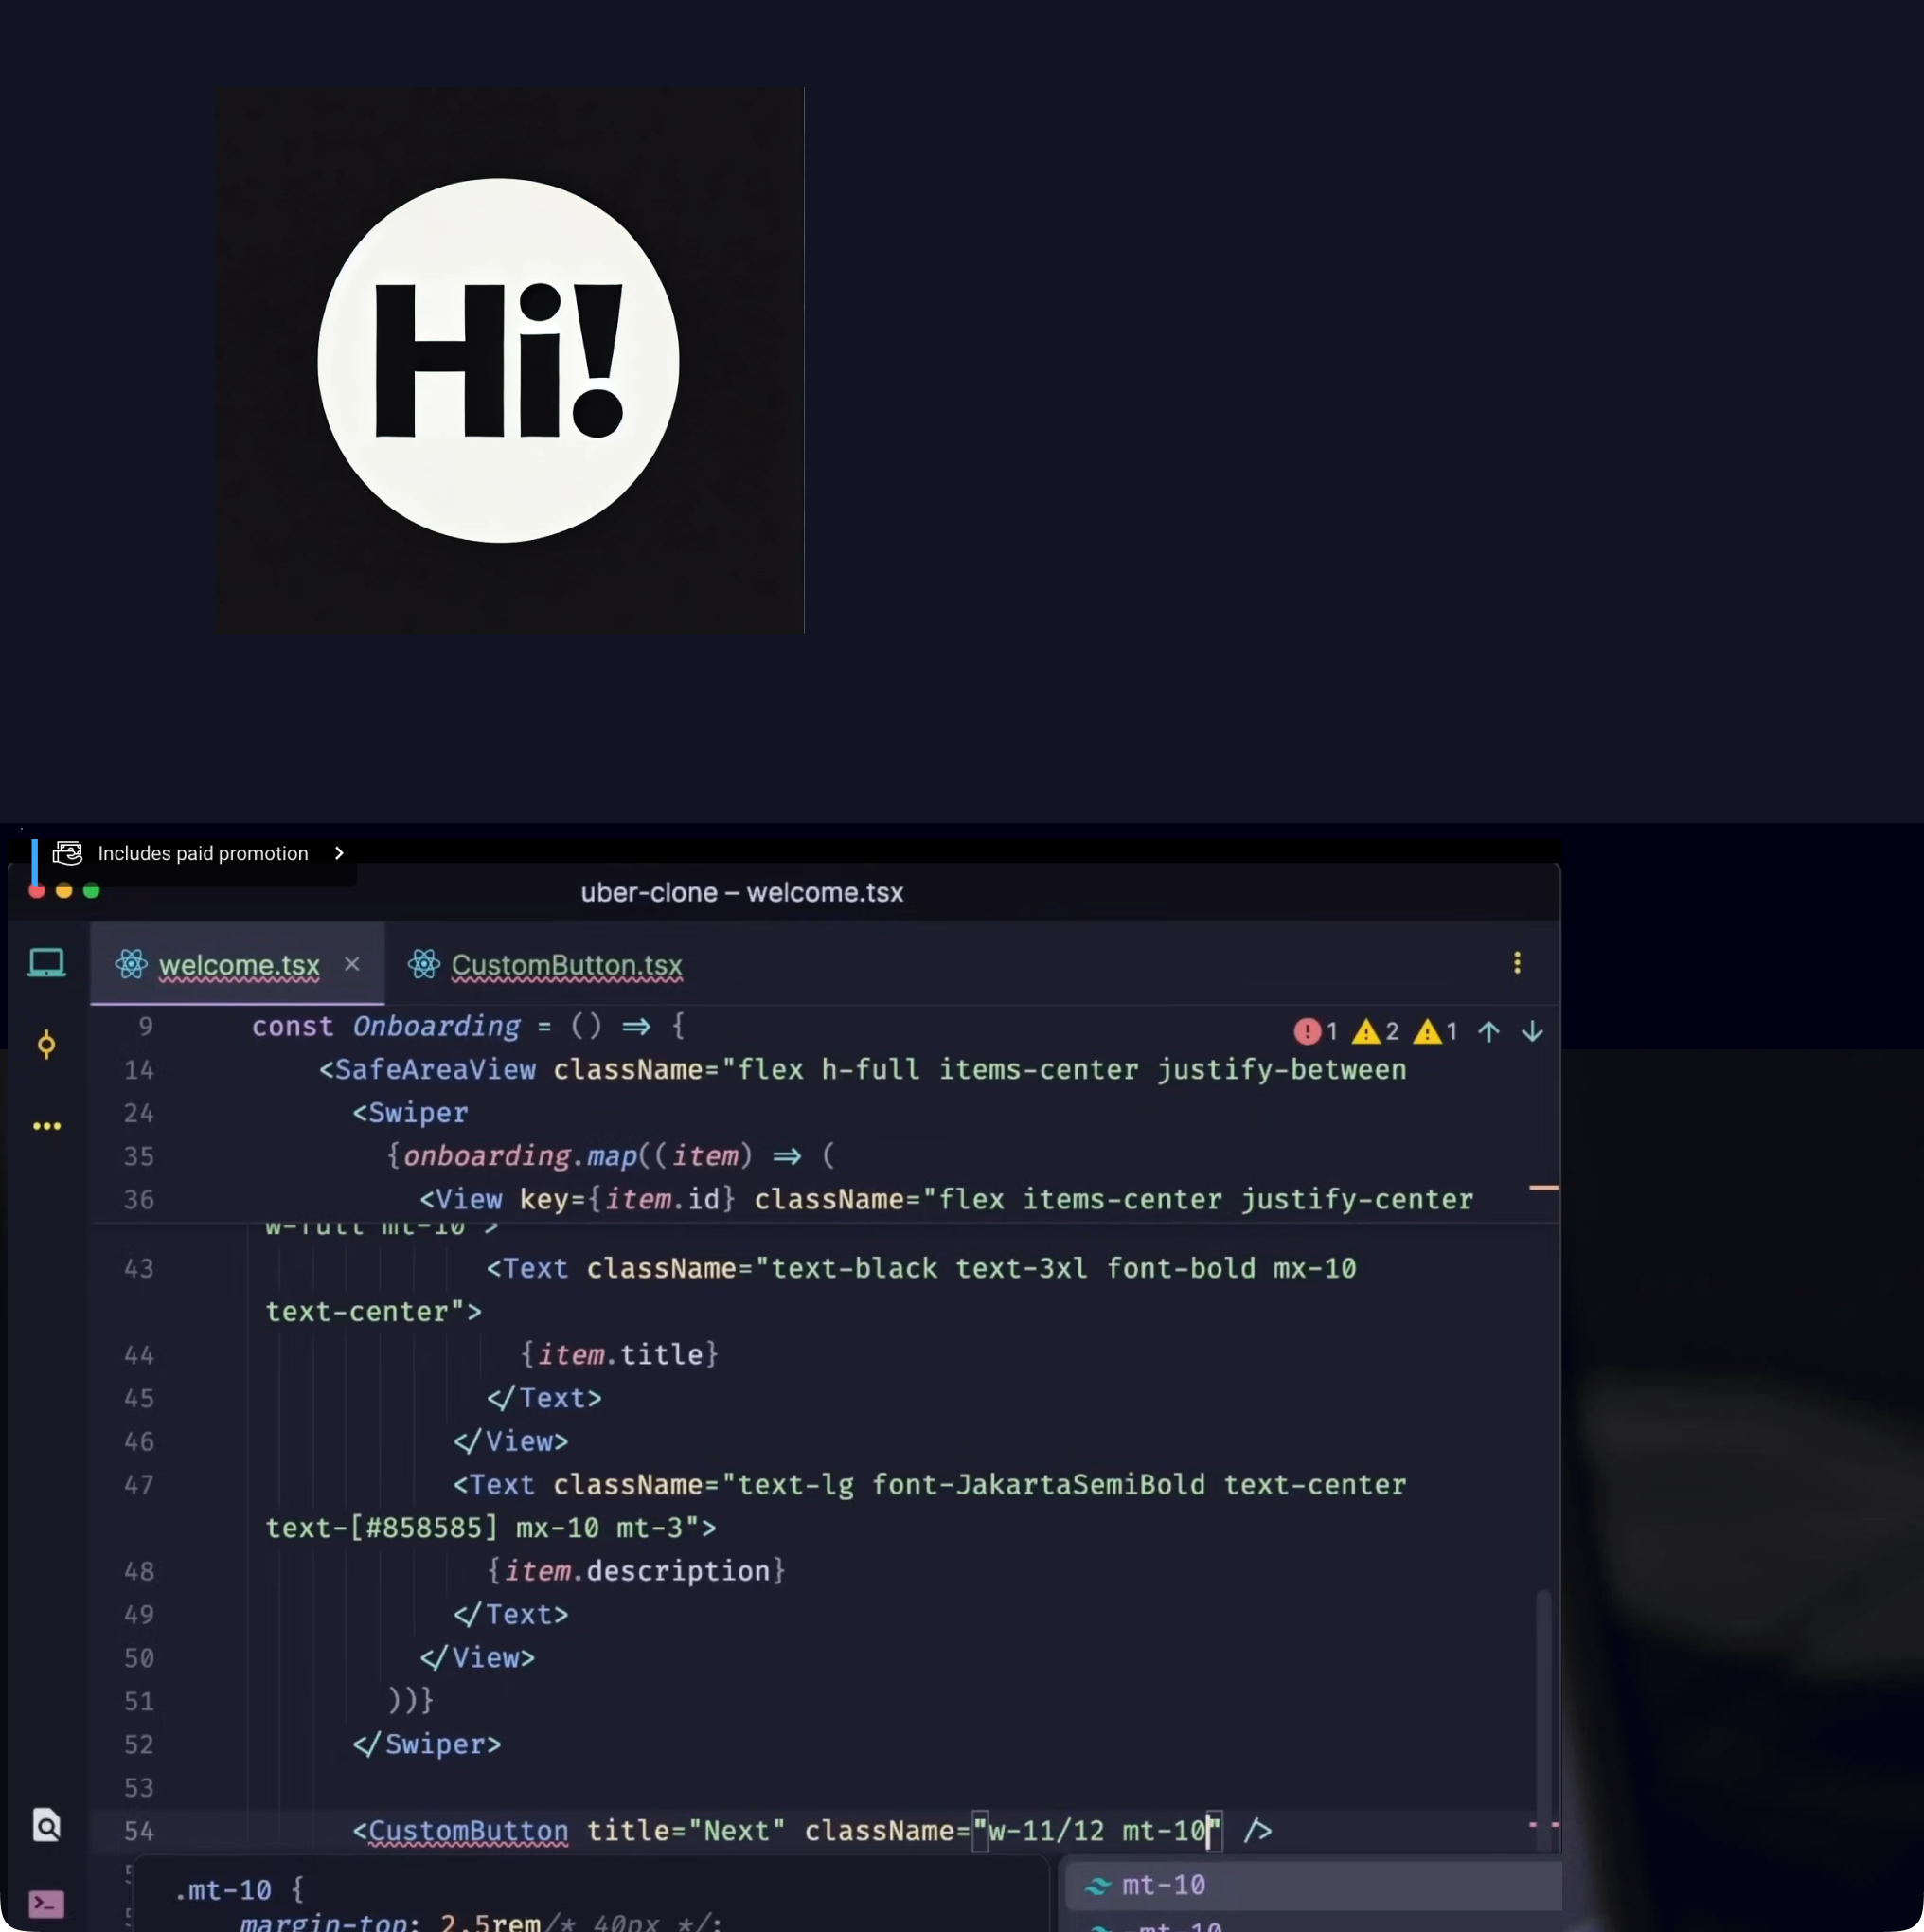 Hi!
Includes paid promotion
uber-clone – welcome.tsx
welcome.tsx
CustomButton.tsx
1 2 1
9 const Onboarding = () => {
14 <SafeAreaView className="flex h-full items-center justify-between
24 <Swiper
35 {onboarding.map((item) => (
36 <View key={item.id} className="flex items-center justify-center
w-full mt-10">
43 <Text className="text-black text-3xl font-bold mx-10
text-center">
44 {item.title}
45 </Text>
46 </View>
47 <Text className="text-lg font-JakartaSemiBold text-center
text-[#858585] mx-10 mt-3">
48 {item.description}
49 </Text>
50 </View>
51 ))}
52 </Swiper>
53
54 <CustomButton title="Next" className="w-11/12 mt-10" />
.mt-10 {
margin-top: 2.5rem/* 40px */;
mt-10
-mt-10